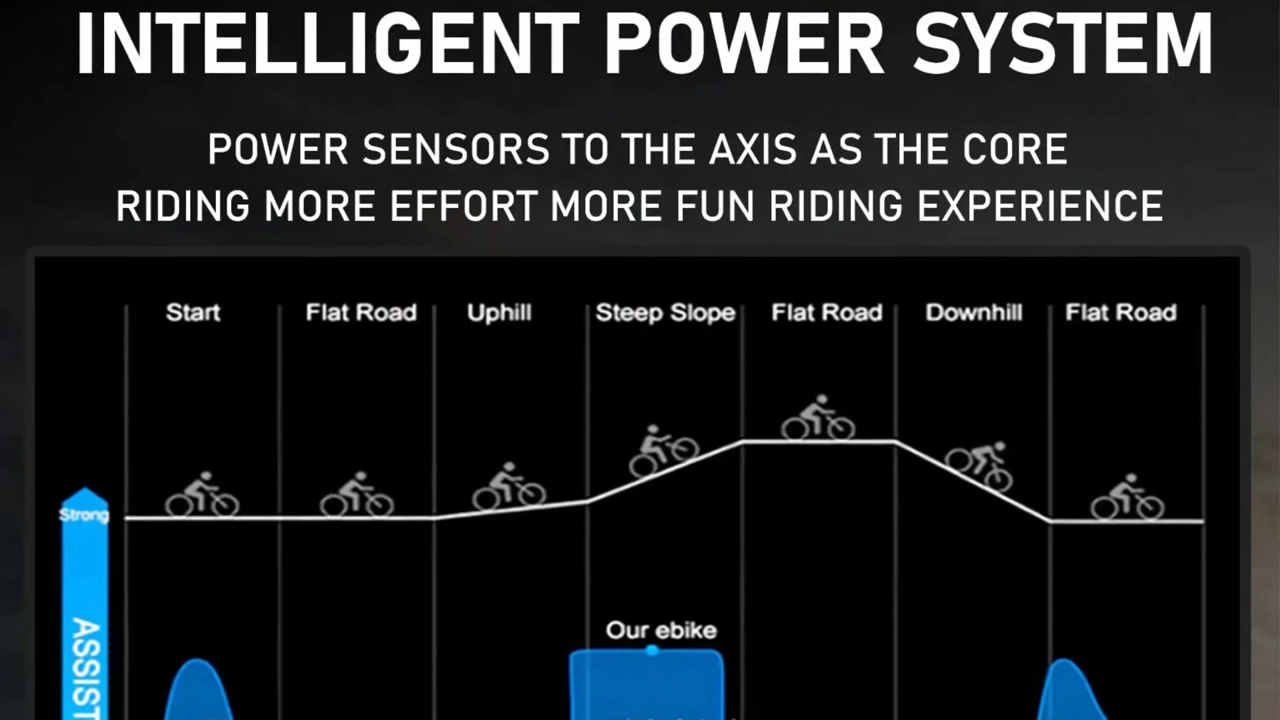 INTELLIGENT POWER SYSTEM
POWER SENSORS TO THE AXIS AS THE CORE
RIDING MORE EFFORT MORE FUN RIDING EXPERIENCE
Start Flat Road Uphill Steep Slope Flat Road Downhill Flat Road
Strong
Our ebike
ASSIST